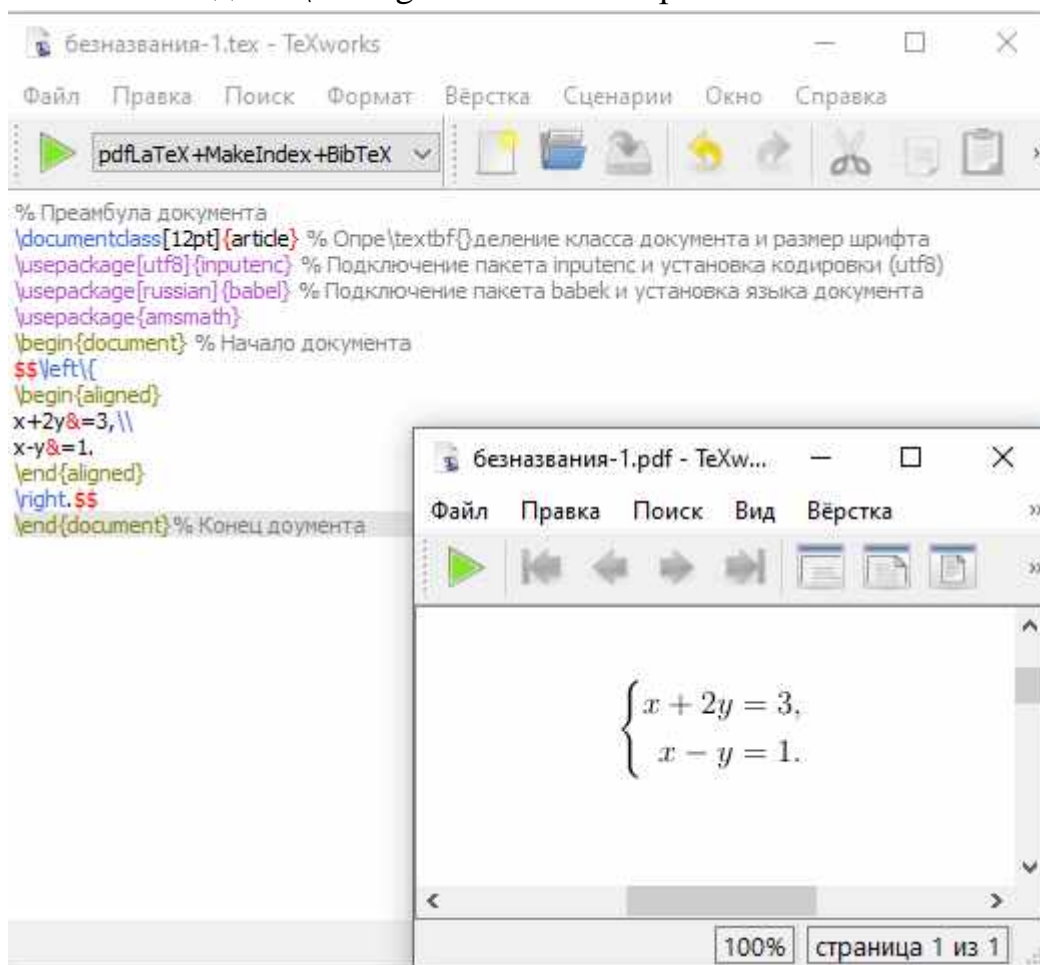 безназвания-1.tex - TeXworks
Файл Правка Поиск Формат Вёрстка Сценарии Окно Справка
pdfLaTeX+MakeIndex+BibTeX
% Преамбула документа
\documentclass[12pt]{article} % Опре\textbf{}деление класса документа и размер шрифта
\usepackage[utf8]{inputenc} % Подключение пакета inputenc и установка кодировки (utf8)
\usepackage[russian]{babel} % Подключение пакета babek и установка языка документа
\usepackage{amsmath}
\begin{document} % Начало документа
$$\left\{
\begin{aligned}
x+2y&=3,\\
x-y&=1.
\end{aligned}
\right.$$
\end{document}% Конец доумента
безназвания-1.pdf - TeXw...
Файл Правка Поиск Вид Вёрстка
x + 2y = 3,
x − y = 1.
100% страница 1 из 1